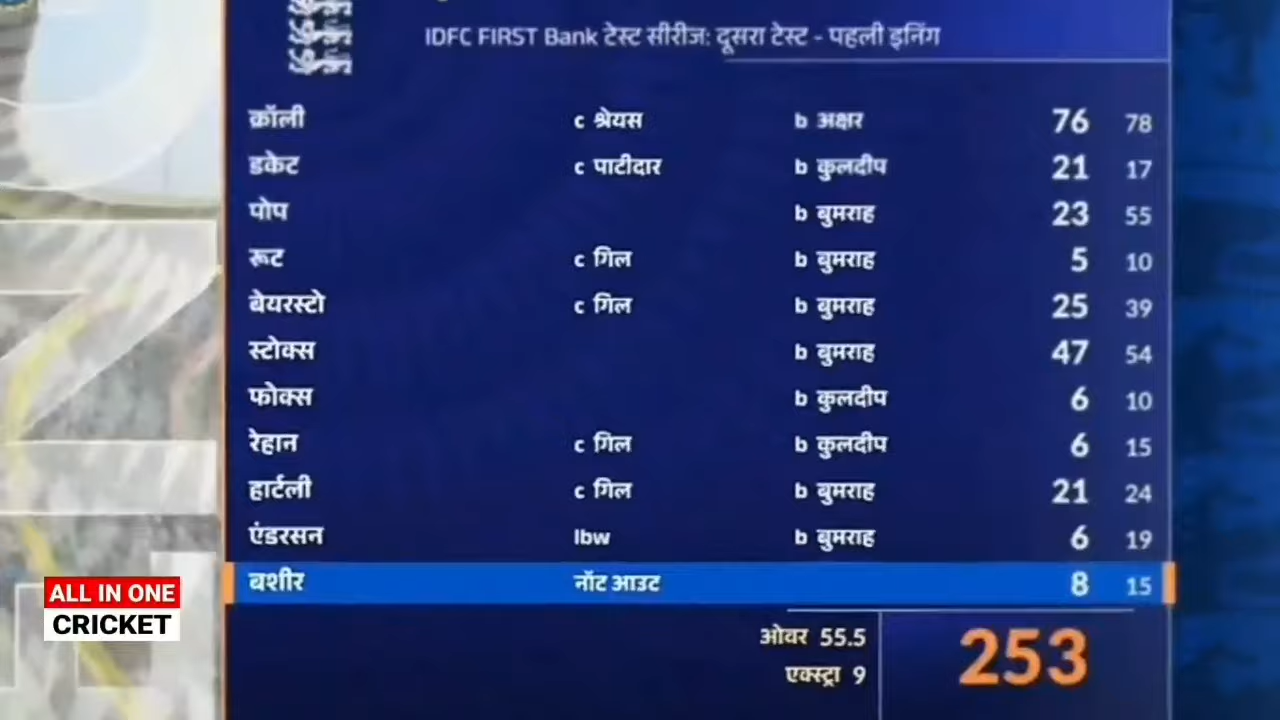 IDFC FIRST Bank टेस्ट सीरीज: दूसरा टेस्ट - पहली इनिंग
क्रॉली c श्रेयस b अक्षर 76 78
डकेट c पाटीदार b कुलदीप 21 17
पोप b बुमराह 23 55
रूट c गिल b बुमराह 5 10
बेयरस्टो c गिल b बुमराह 25 39
स्टोक्स b बुमराह 47 54
फोक्स b कुलदीप 6 10
रेहान c गिल b कुलदीप 6 15
हार्टली c गिल b बुमराह 21 24
एंडरसन lbw b बुमराह 6 19
बशीर नॉट आउट 8 15
ओवर 55.5
एक्स्ट्रा 9
253
ALL IN ONE
CRICKET